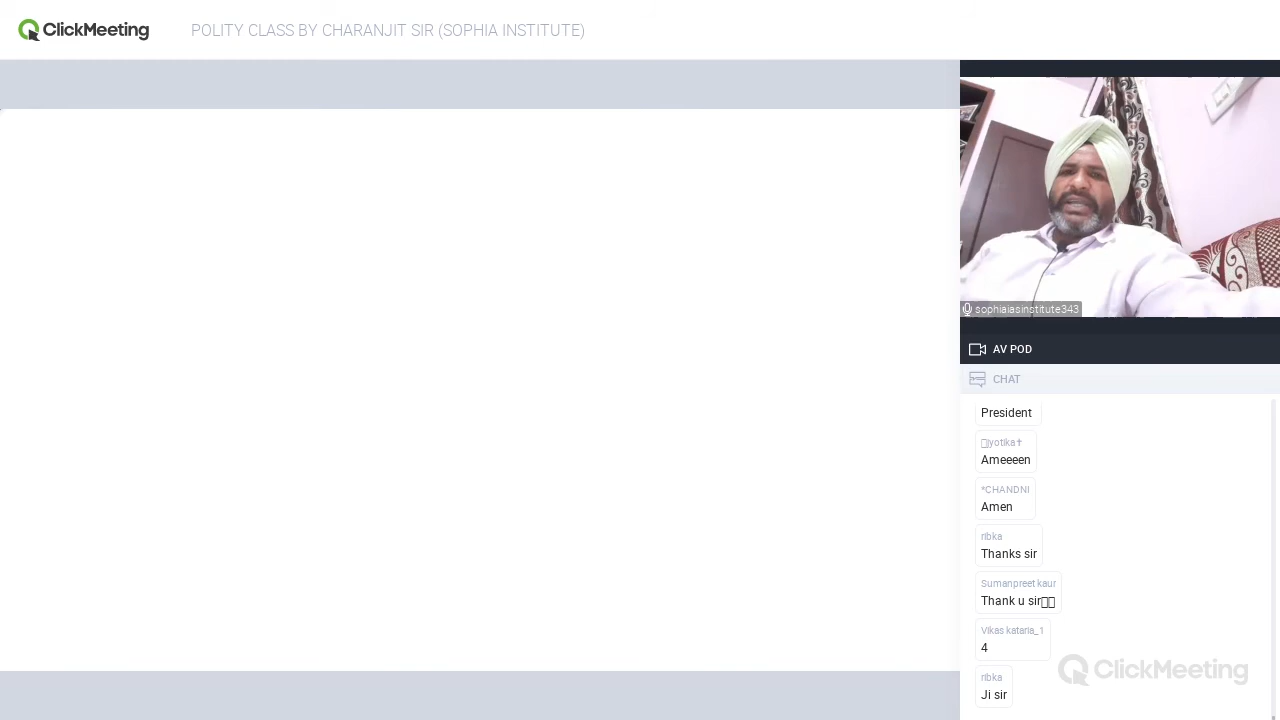 ClickMeeting
POLITY CLASS BY CHARANJIT SIR (SOPHIA INSTITUTE)
sophiaiasinstitute343
AV POD
CHAT
President
yotika✝
Ameeeen
*CHANDNI
Amen
ribka
Thanks sir
Sumanpreet kaur
Thank u sir
Vikas kataria_1
4
ribka
Ji sir
ClickMeeting